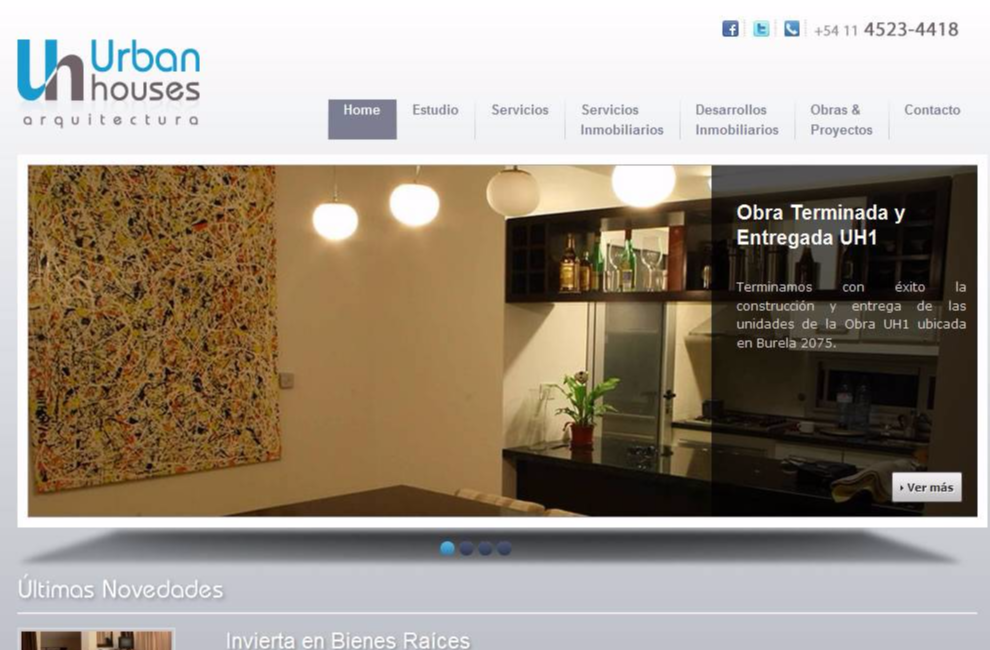 Urban
houses
arquitectura
+54 11 4523-4418
Home
Estudio
Servicios
Servicios
Inmobiliarios
Desarrollos
Inmobiliarios
Obras &
Proyectos
Contacto
Obra Terminada y
Entregada UH1
Terminamos con éxito la
construcción y entrega de las
unidades de la Obra UH1 ubicada
en Burela 2075.
Ver más
Últimas Novedades
Invierta en Bienes Raíces